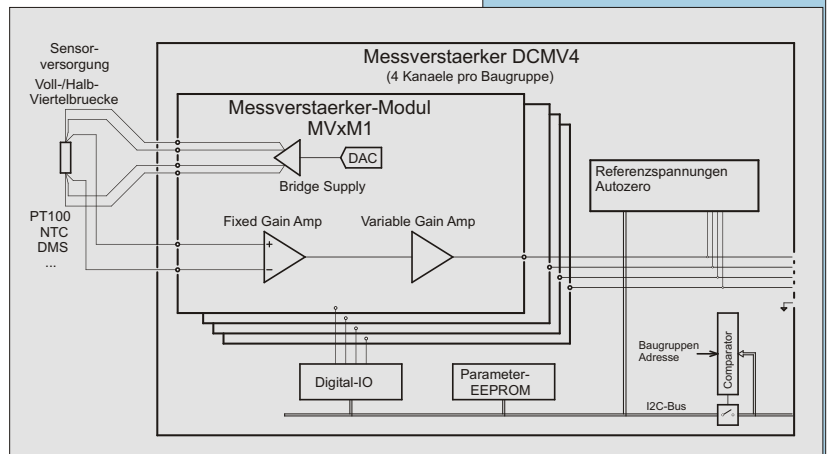 Sensor-
versorgung
Voll-/Halb-
Viertelbruecke
Messverstaerker DCMV4
(4 Kanaele pro Baugruppe)
Messverstaerker-Modul
MVxM1
DAC
Bridge Supply
Referenzspannungen
Autozero
PT100
NTC
DMS
...
Fixed Gain Amp
Variable Gain Amp
+
−
Digital-IO
Parameter-
EEPROM
Baugruppen
Adresse
Comparator
I2C-Bus